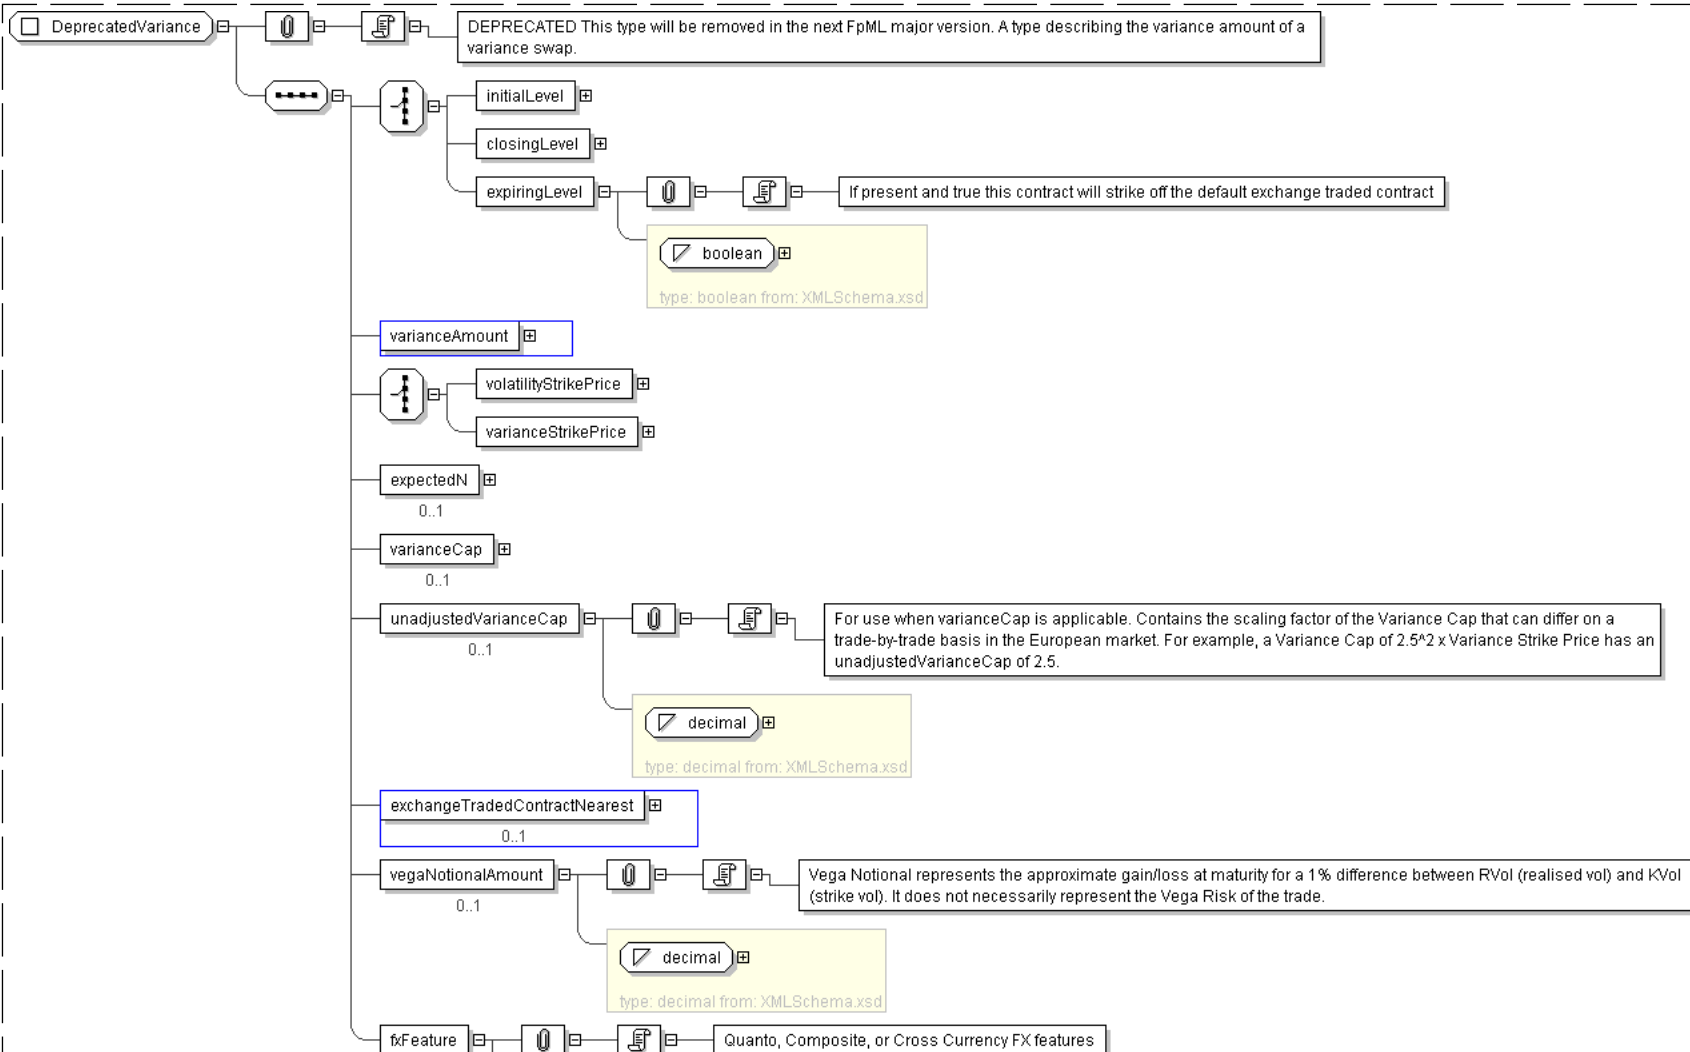 DeprecatedVariance
DEPRECATED This type will be removed in the next FpML major version. A type describing the variance amount of a
variance swap.
initialLevel
closingLevel
expiringLevel
If present and true this contract will strike off the default exchange traded contract
boolean
type: boolean from: XMLSchema.xsd
varianceAmount
volatilityStrikePrice
varianceStrikePrice
expectedN
0..1
varianceCap
0..1
unadjustedVarianceCap
0..1
For use when varianceCap is applicable. Contains the scaling factor of the Variance Cap that can differ on a
trade-by-trade basis in the European market. For example, a Variance Cap of 2.5^2 x Variance Strike Price has an
unadjustedVarianceCap of 2.5.
decimal
type: decimal from: XMLSchema.xsd
exchangeTradedContractNearest
0..1
vegaNotionalAmount
0..1
Vega Notional represents the approximate gain/loss at maturity for a 1% difference between RVol (realised vol) and KVol
(strike vol). It does not necessarily represent the Vega Risk of the trade.
decimal
type: decimal from: XMLSchema.xsd
fxFeature
Quanto, Composite, or Cross Currency FX features